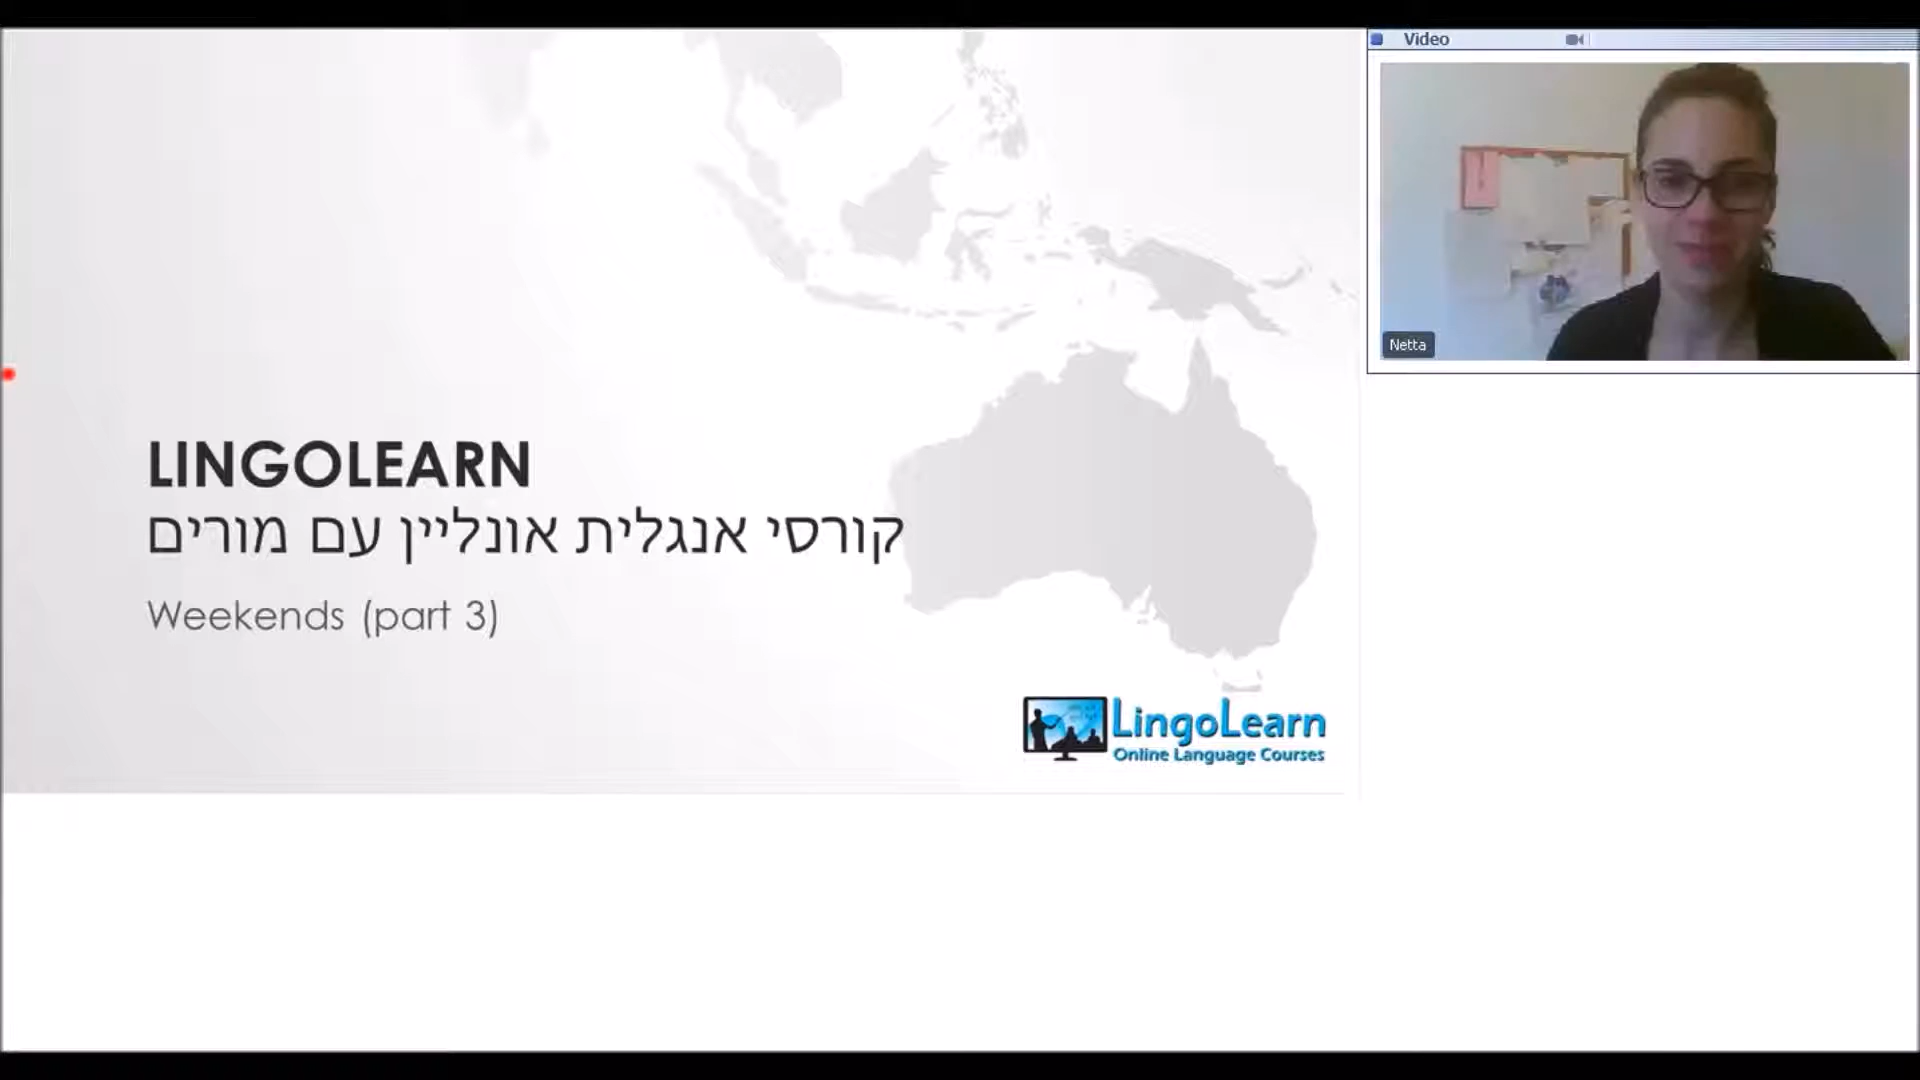 Video
Netta
LINGOLEARN
קורסי אנגלית אונליין עם מורים
Weekends (part 3)
LingoLearn
Online Language Courses